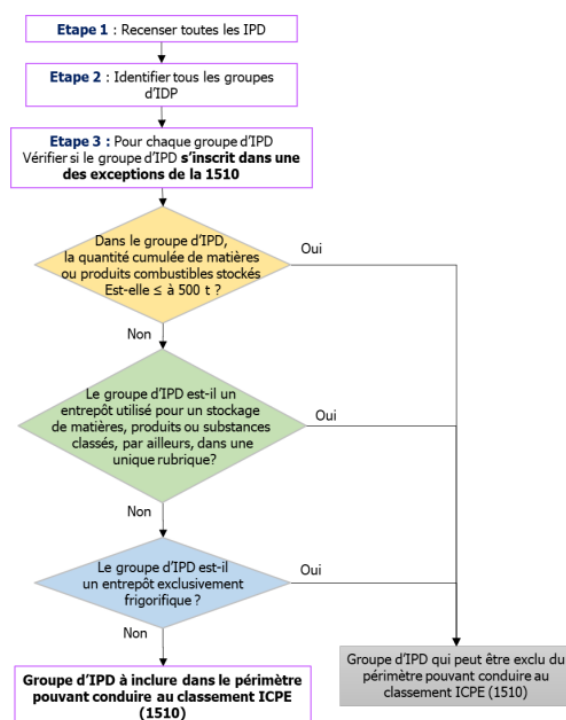 Etape 1 : Recenser toutes les IPD
Etape 2 : Identifier tous les groupes
d'IDP
Etape 3 : Pour chaque groupe d'IPD
Vérifier si le groupe d'IPD s'inscrit dans une
des exceptions de la 1510
Dans le groupe d'IPD,
la quantité cumulée de matières
ou produits combustibles stockés
Est-elle ≤ à 500 t ?
Oui
Non
Le groupe d'IPD est-il un
entrepôt utilisé pour un stockage
de matières, produits ou substances
classés, par ailleurs, dans une
unique rubrique?
Oui
Non
Le groupe d'IPD est-il
un entrepôt exclusivement
frigorifique ?
Oui
Non
Groupe d'IPD à inclure dans le périmètre
pouvant conduire au classement ICPE
(1510)
Groupe d'IPD qui peut être exclu du
périmètre pouvant conduire au
classement ICPE (1510)